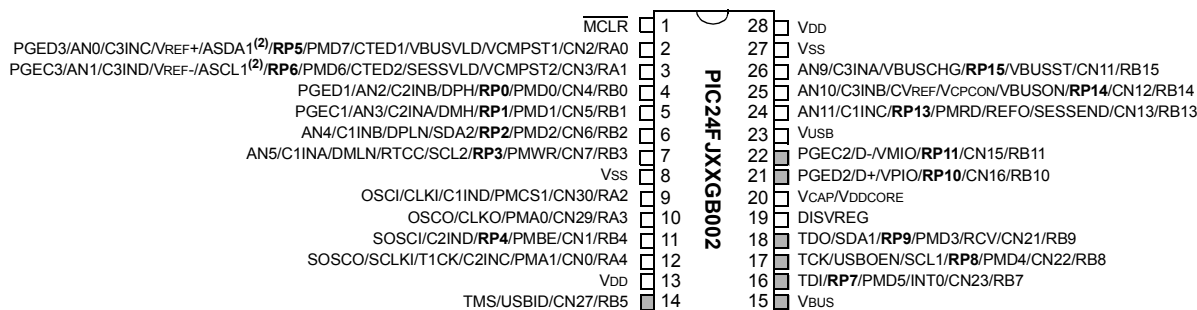 MCLR 1
PGED3/AN0/C3INC/VREF+/ASDA1(2)/RP5/PMD7/CTED1/VBUSVLD/VCMPST1/CN2/RA0 2
PGEC3/AN1/C3IND/VREF-/ASCL1(2)/RP6/PMD6/CTED2/SESSVLD/VCMPST2/CN3/RA1 3
PGED1/AN2/C2INB/DPH/RP0/PMD0/CN4/RB0 4
PGEC1/AN3/C2INA/DMH/RP1/PMD1/CN5/RB1 5
AN4/C1INB/DPLN/SDA2/RP2/PMD2/CN6/RB2 6
AN5/C1INA/DMLN/RTCC/SCL2/RP3/PMWR/CN7/RB3 7
VSS 8
OSCI/CLKI/C1IND/PMCS1/CN30/RA2 9
OSCO/CLKO/PMA0/CN29/RA3 10
SOSCI/C2IND/RP4/PMBE/CN1/RB4 11
SOSCO/SCLKI/T1CK/C2INC/PMA1/CN0/RA4 12
VDD 13
TMS/USBID/CN27/RB5 14
PIC24FJXXGB002
28 VDD
27 VSS
26 AN9/C3INA/VBUSCHG/RP15/VBUSST/CN11/RB15
25 AN10/C3INB/CVREF/VCPCON/VBUSON/RP14/CN12/RB14
24 AN11/C1INC/RP13/PMRD/REFO/SESSEND/CN13/RB13
23 VUSB
22 PGEC2/D-/VMIO/RP11/CN15/RB11
21 PGED2/D+/VPIO/RP10/CN16/RB10
20 VCAP/VDDCORE
19 DISVREG
18 TDO/SDA1/RP9/PMD3/RCV/CN21/RB9
17 TCK/USBOEN/SCL1/RP8/PMD4/CN22/RB8
16 TDI/RP7/PMD5/INT0/CN23/RB7
15 VBUS